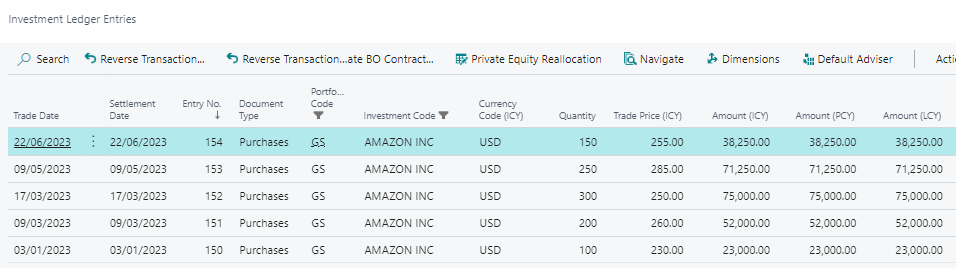 Investment Ledger Entries
Search Reverse Transaction... Reverse Transaction...ate BO Contract... Private Equity Reallocation Navigate Dimensions Default Adviser Acti
Trade Date Settlement Date Entry No. Document Type Portfo... Code Investment Code Currency Code (ICY) Quantity Trade Price (ICY) Amount (ICY) Amount (PCY) Amount (LCY)
22/06/2023 22/06/2023 154 Purchases GS AMAZON INC USD 150 255.00 38,250.00 38,250.00 38,250.00
09/05/2023 09/05/2023 153 Purchases GS AMAZON INC USD 250 285.00 71,250.00 71,250.00 71,250.00
17/03/2023 17/03/2023 152 Purchases GS AMAZON INC USD 300 250.00 75,000.00 75,000.00 75,000.00
09/03/2023 09/03/2023 151 Purchases GS AMAZON INC USD 200 260.00 52,000.00 52,000.00 52,000.00
03/01/2023 03/01/2023 150 Purchases GS AMAZON INC USD 100 230.00 23,000.00 23,000.00 23,000.00